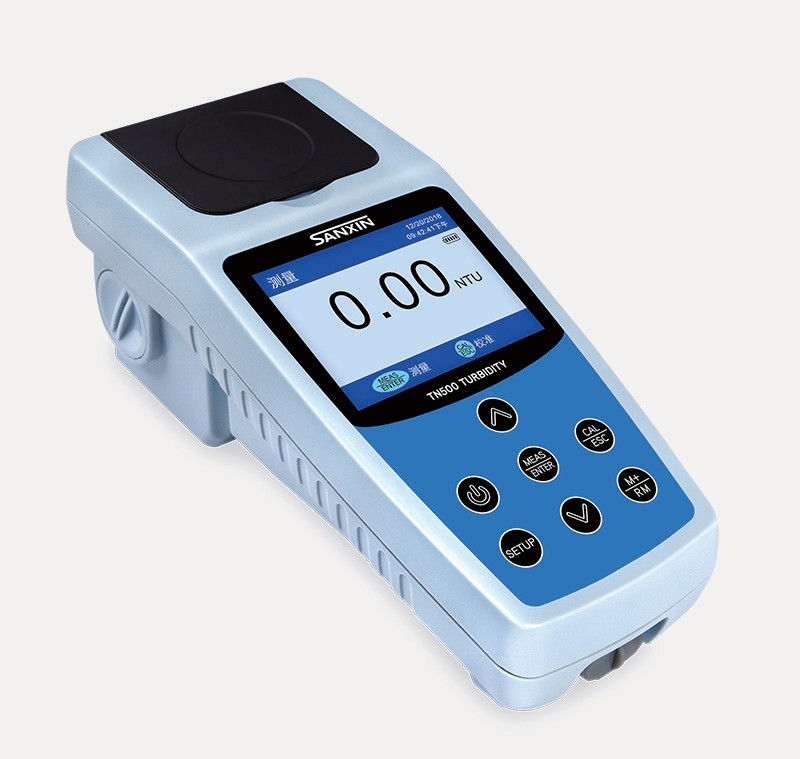 SANXIN
测量
12/20/2018
09:42:41下午
0.00 NTU
MEAS ENTER 测量
CAL ESC 校准
TN500 TURBIDITY
CAL
ESC
MEAS
ENTER
M+
RM
SETUP